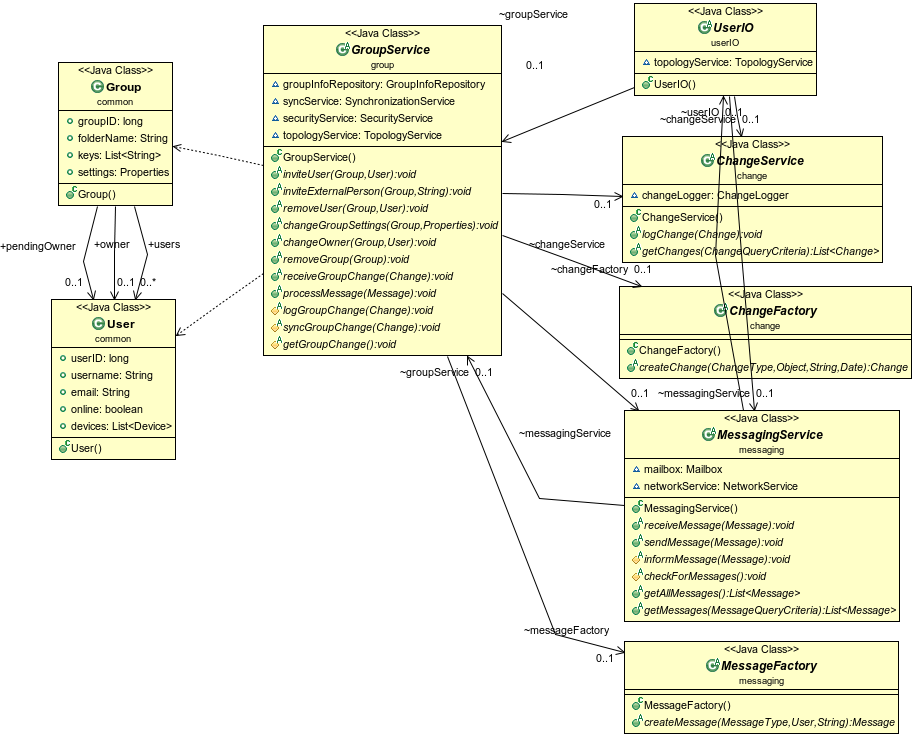 <<Java Class>>
Group
common
groupID: long
folderName: String
keys: List<String>
settings: Properties
Group()
+pendingOwner
+owner
+users
0..1
0..1
0..*
<<Java Class>>
User
common
userID: long
username: String
email: String
online: boolean
devices: List<Device>
User()
<<Java Class>>
GroupService
group
groupInfoRepository: GroupInfoRepository
syncService: SynchronizationService
securityService: SecurityService
topologyService: TopologyService
GroupService()
inviteUser(Group,User):void
inviteExternalPerson(Group,String):void
removeUser(Group,User):void
changeGroupSettings(Group,Properties):void
changeOwner(Group,User):void
removeGroup(Group):void
receiveGroupChange(Change):void
processMessage(Message):void
logGroupChange(Change):void
syncGroupChange(Change):void
getGroupChange():void
~groupService
0..1
<<Java Class>>
UserIO
userIO
topologyService: TopologyService
UserIO()
~userIO 0..1
~changeService 0..1
<<Java Class>>
ChangeService
change
changeLogger: ChangeLogger
ChangeService()
logChange(Change):void
getChanges(ChangeQueryCriteria):List<Change>
0..1
~changeService
~changeFactory 0..1
<<Java Class>>
ChangeFactory
change
ChangeFactory()
createChange(ChangeType,Object,String,Date):Change
~groupService 0..1
0..1
~messagingService 0..1
~messagingService
<<Java Class>>
MessagingService
messaging
mailbox: Mailbox
networkService: NetworkService
MessagingService()
receiveMessage(Message):void
sendMessage(Message):void
informMessage(Message):void
checkForMessages():void
getAllMessages():List<Message>
getMessages(MessageQueryCriteria):List<Message>
~messageFactory
0..1
<<Java Class>>
MessageFactory
messaging
MessageFactory()
createMessage(MessageType,User,String):Message